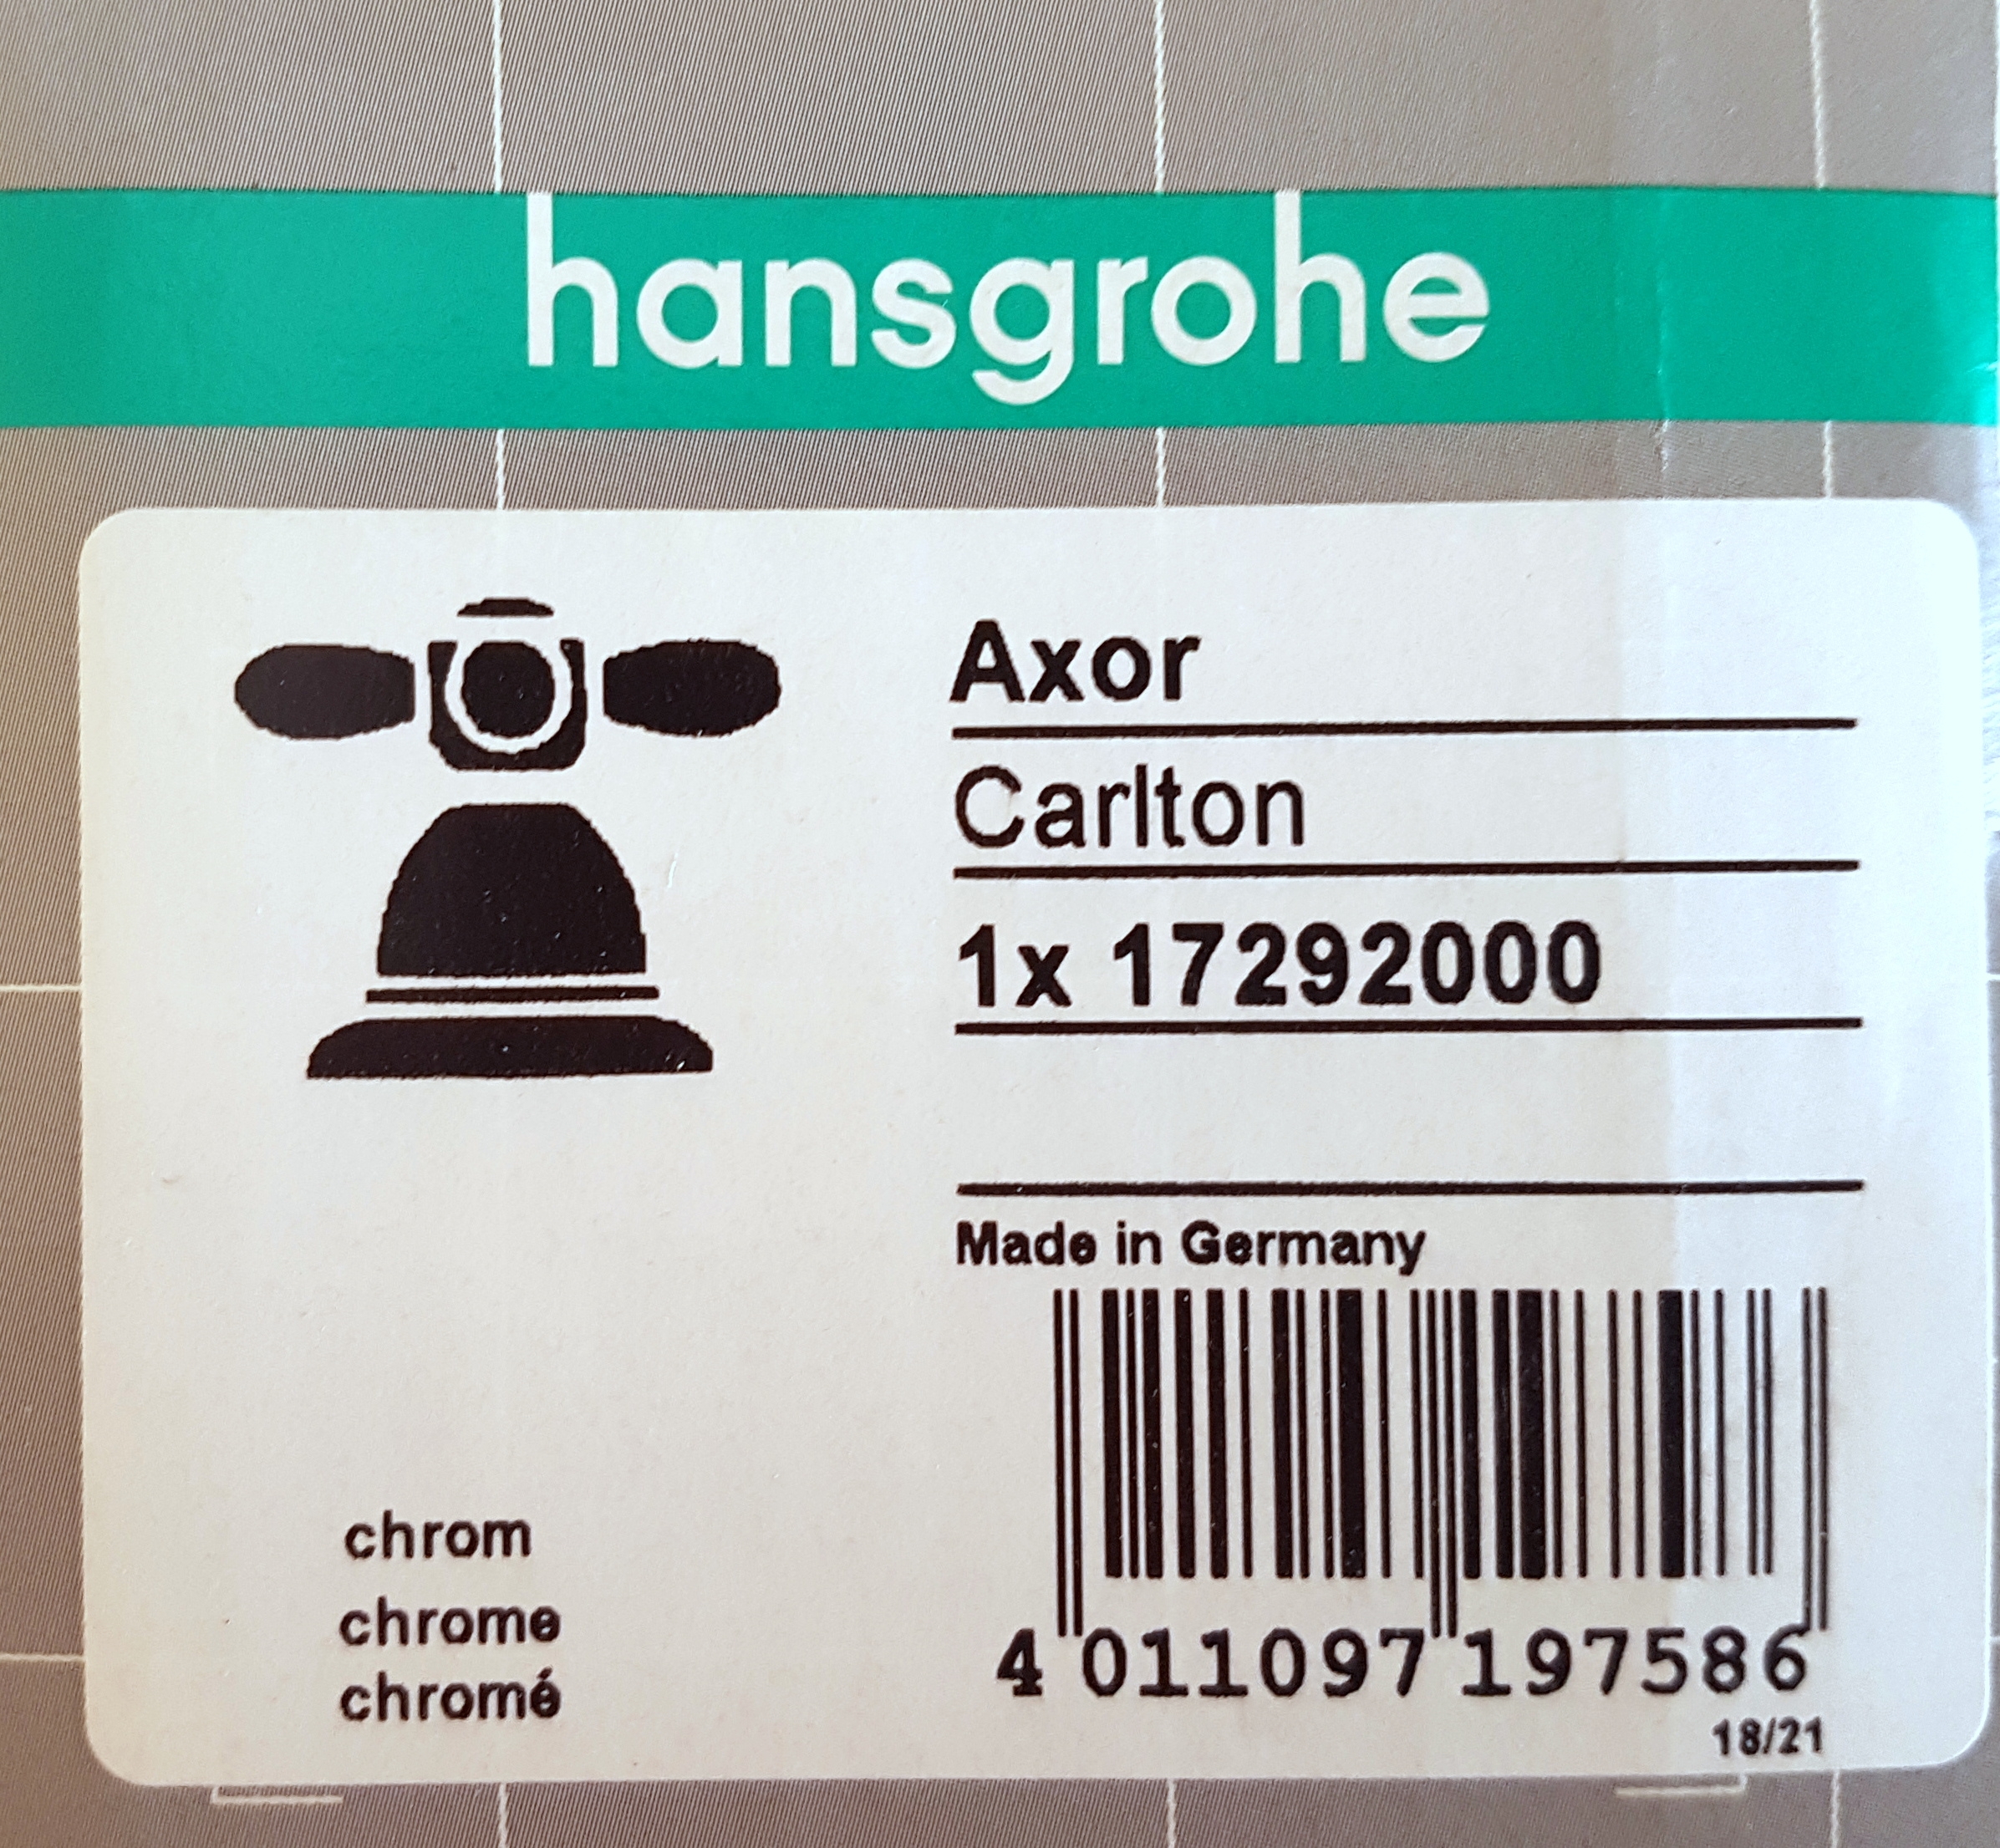 hansgrohe
Axor
Carlton
1x 17292000
Made in Germany
4 011097 197586
18/21
chrom
chrome
chromé